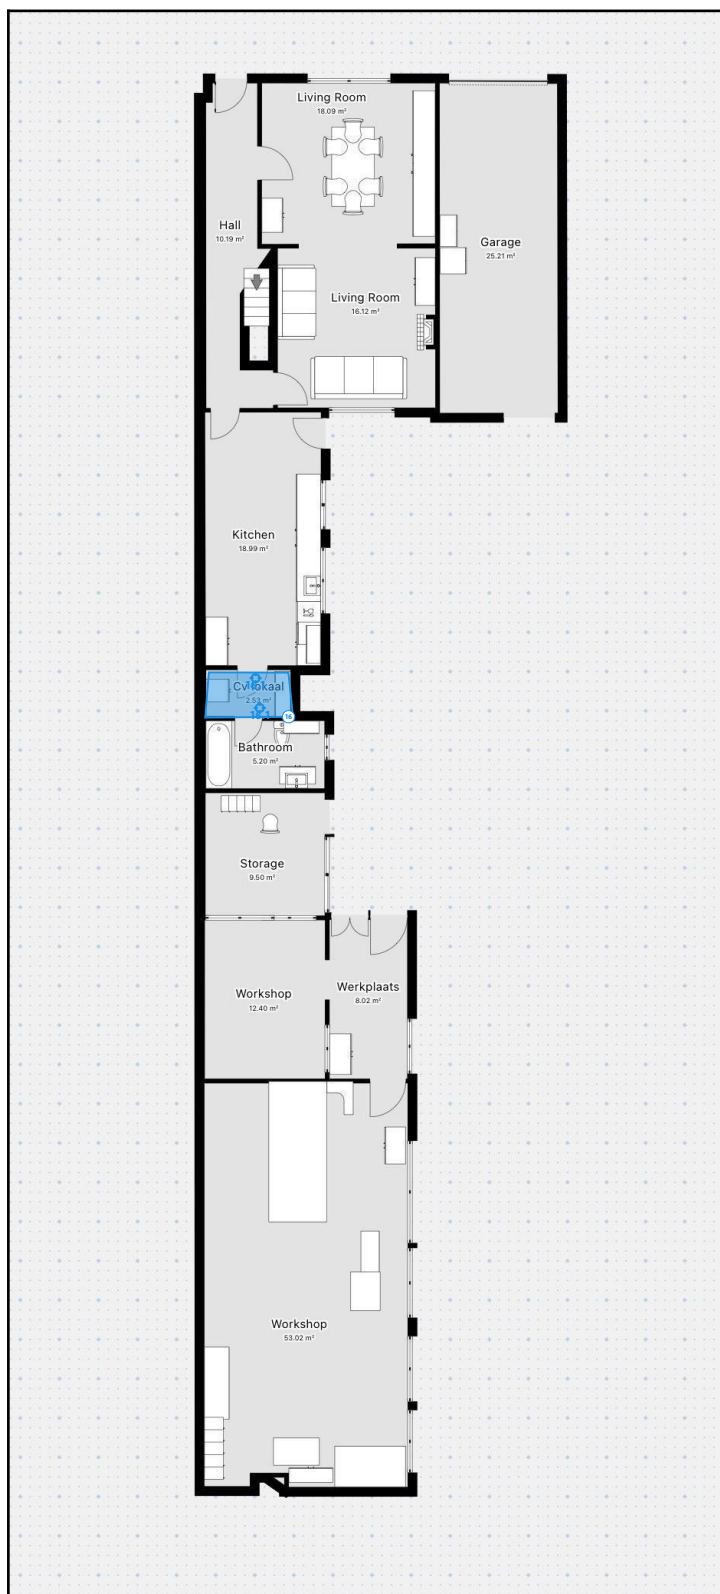 Living Room
18.09 m²
Hall
10.19 m²
Garage
25.21 m²
Living Room
16.12 m²
Kitchen
18.99 m²
Cv lokaal
2.53 m²
16
Bathroom
5.20 m²
Storage
9.50 m²
Workshop
12.40 m²
Werkplaats
8.02 m²
Workshop
53.02 m²